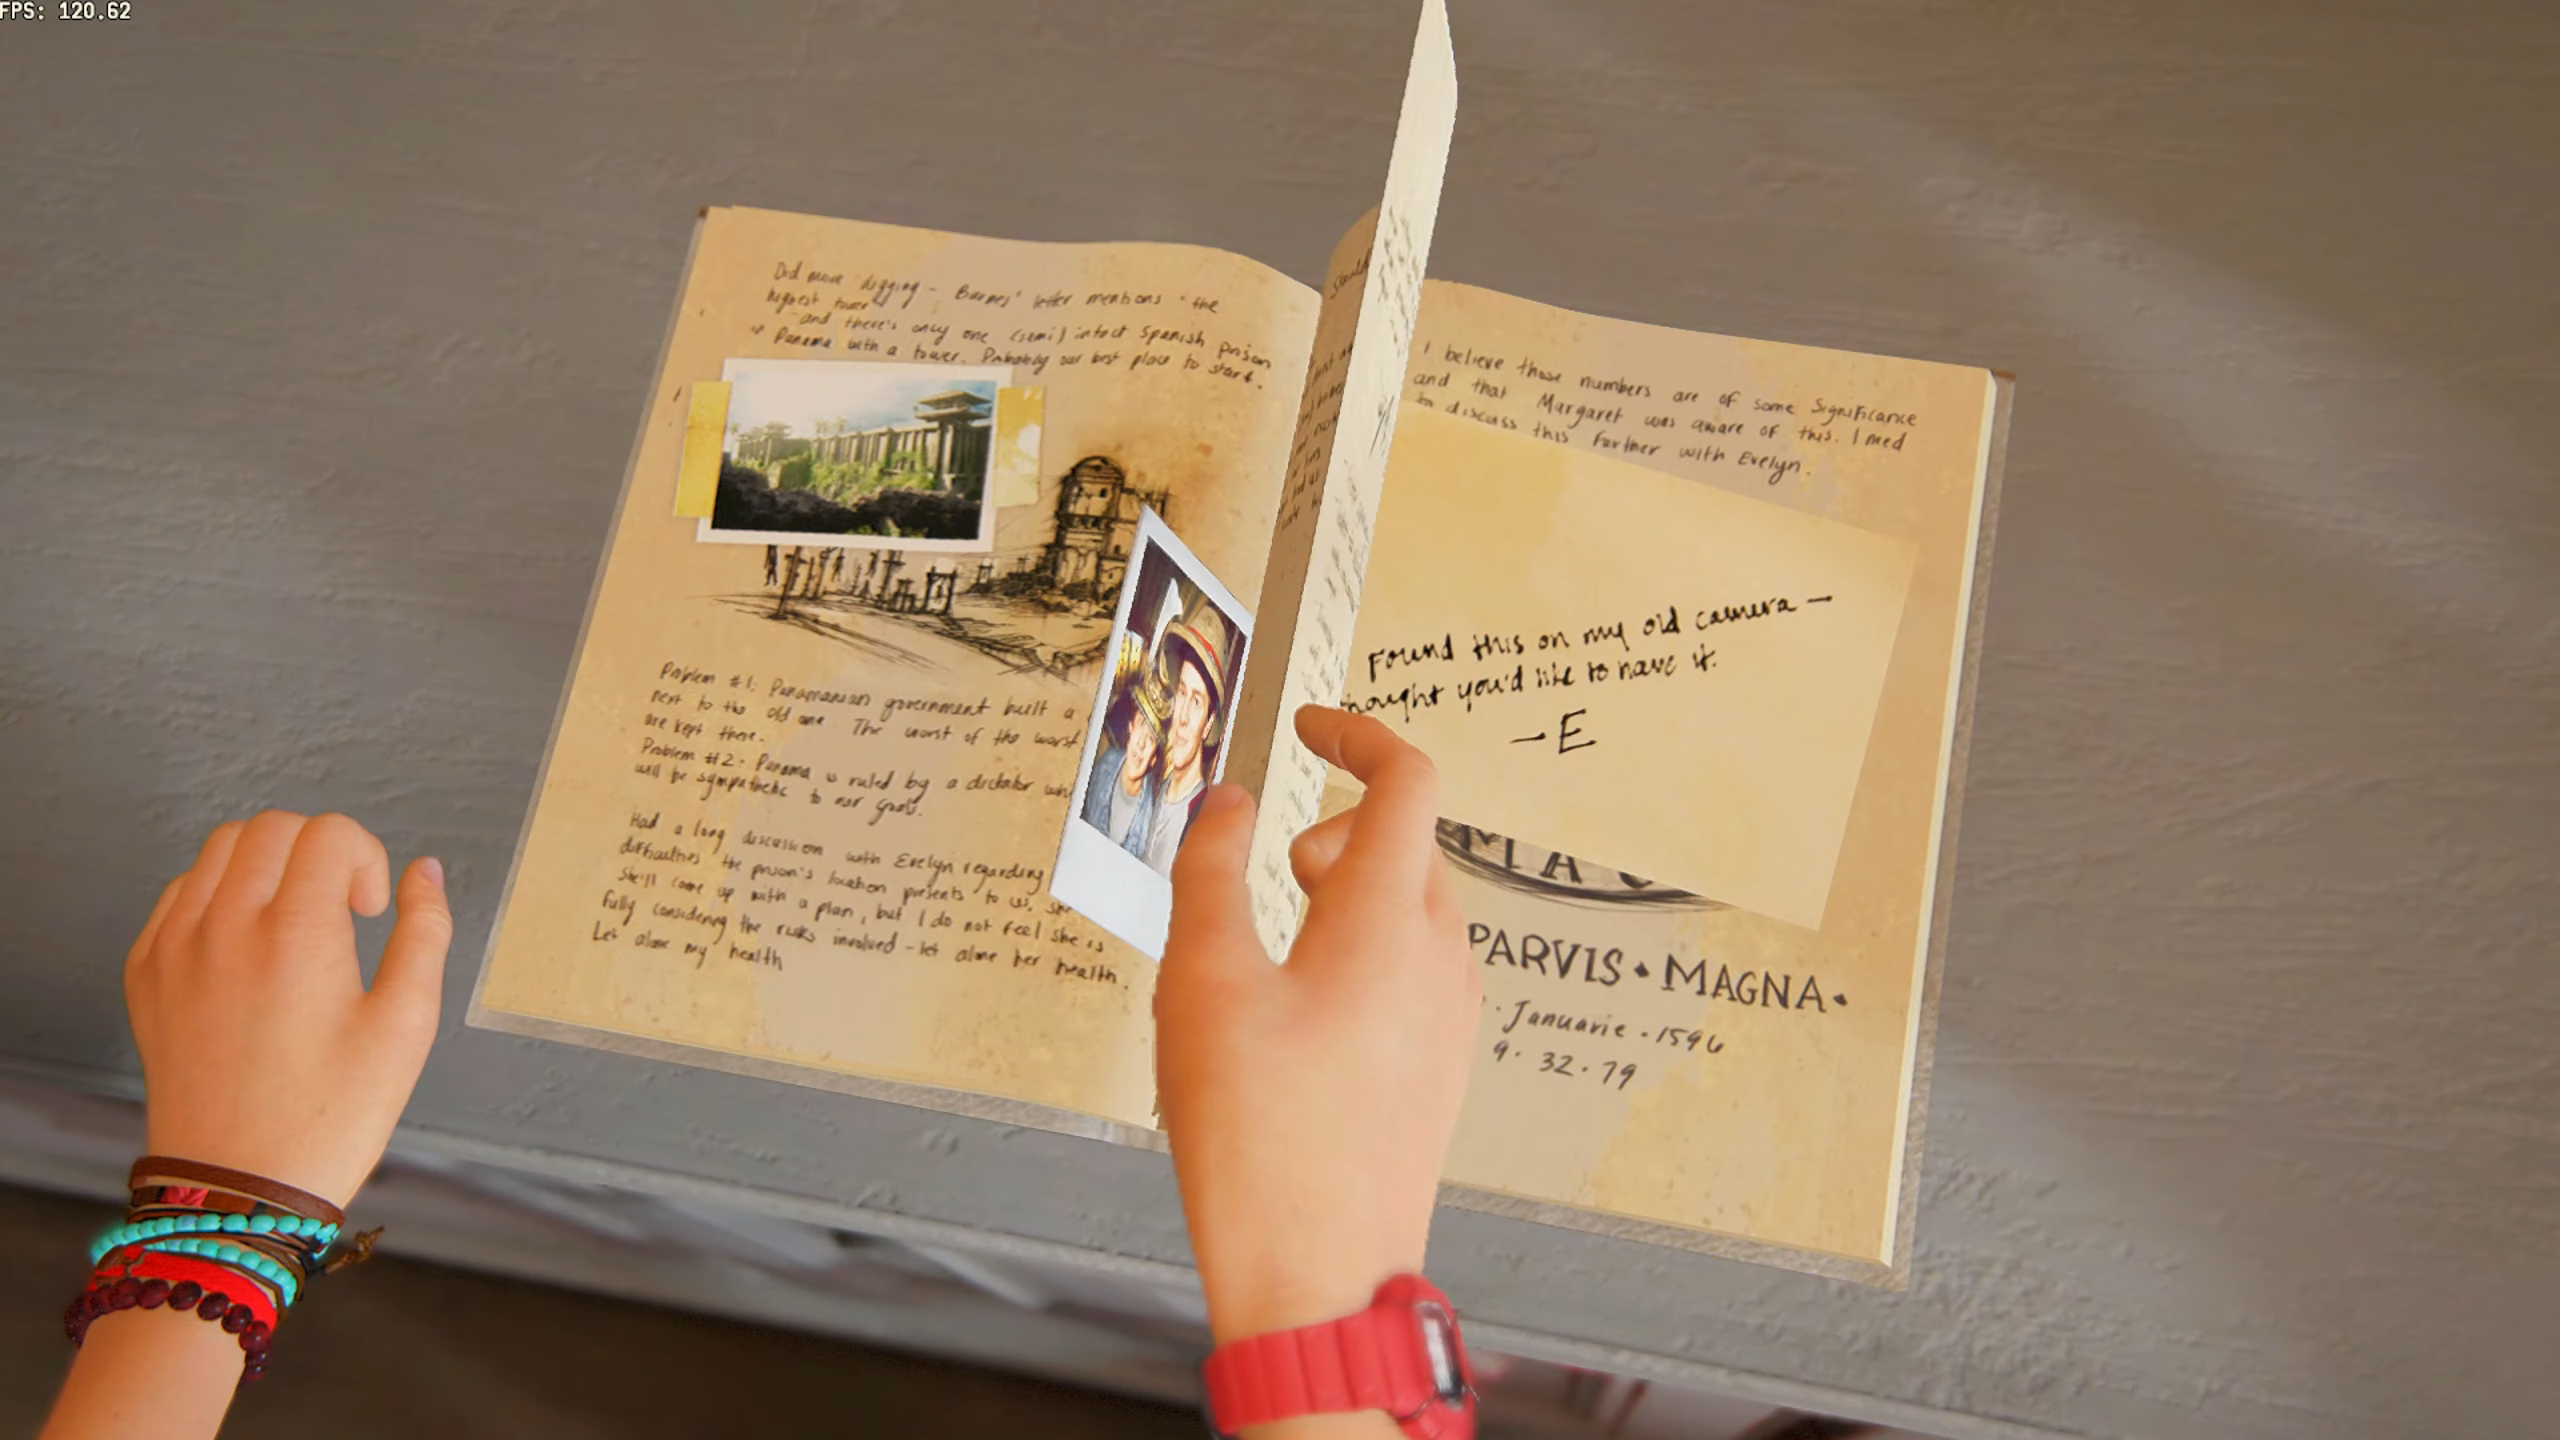 FPS: 120.62
Did more digging - Barnes' letter mentions "the
highest tower"
and there's only one (semi) intact Spanish prison
Panama with a tower. Probably our best place to start.
Problem #1: Panamanian government built a
next to the old one. The worst of the worst
are kept there.
Problem #2: Panama is ruled by a dictator who
will be sympathetic to our goals.
Had a long discussion with Evelyn regarding
difficulties the prison's location presents to us. She
she'll come up with a plan, but I do not feel she is
fully considering the risks involved - let alone her health.
Let alone my health
I believe those numbers are of some significance
and that Margaret was aware of this. I need
to discuss this further with Evelyn.
Found this on my old camera —
thought you'd like to have it.
— E
MA
PARVIS • MAGNA •
• Januarie • 1596
9 • 32 • 79